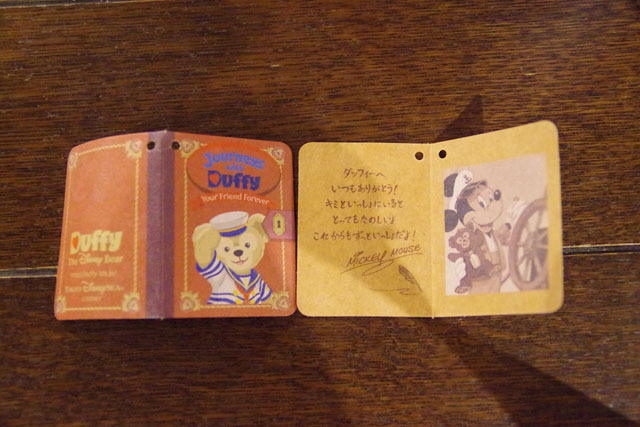 Duffy
The Disney Bear
Tokyo DisneySea
Journeys
with
Duffy
Your Friend Forever
ダッフィーへ
いつもありがとう!
キミといっしょにいると
とってもたのしいよ
これからもずっといっしょだよ!
MICKEY MOUSE